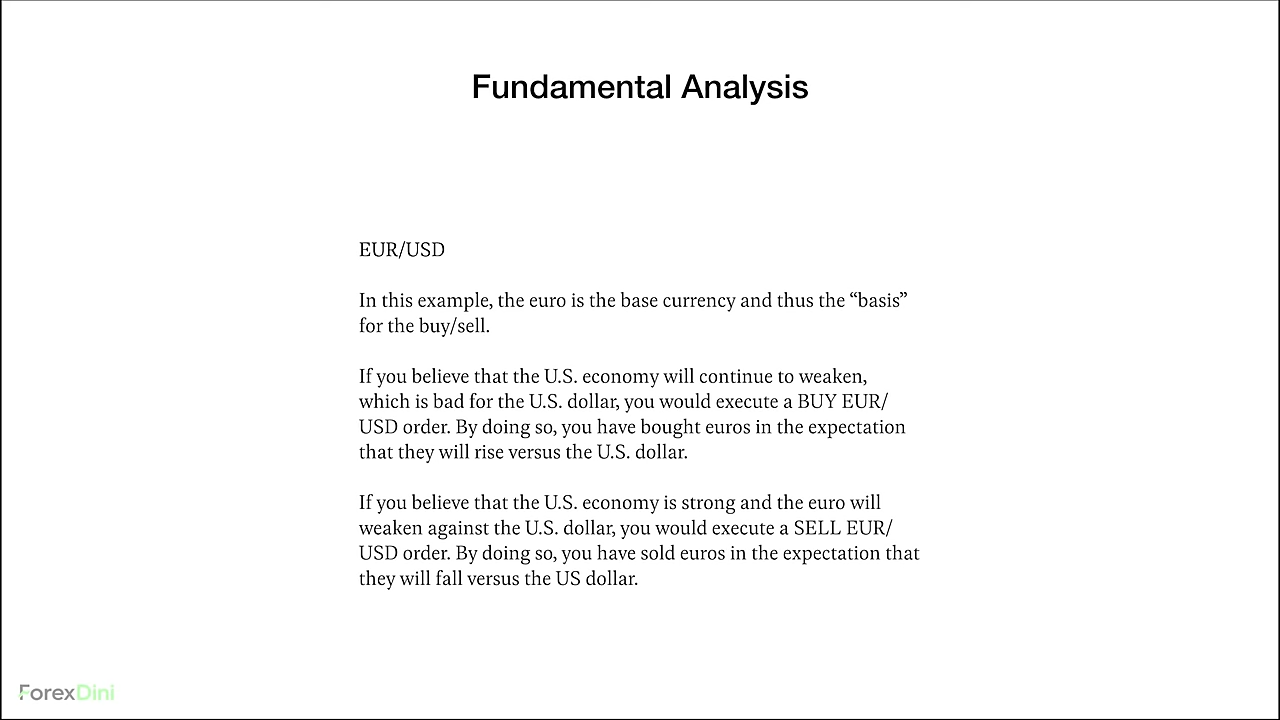 Fundamental Analysis
EUR/USD
In this example, the euro is the base currency and thus the “basis”
for the buy/sell.
If you believe that the U.S. economy will continue to weaken,
which is bad for the U.S. dollar, you would execute a BUY EUR/
USD order. By doing so, you have bought euros in the expectation
that they will rise versus the U.S. dollar.
If you believe that the U.S. economy is strong and the euro will
weaken against the U.S. dollar, you would execute a SELL EUR/
USD order. By doing so, you have sold euros in the expectation that
they will fall versus the US dollar.
ForexDini